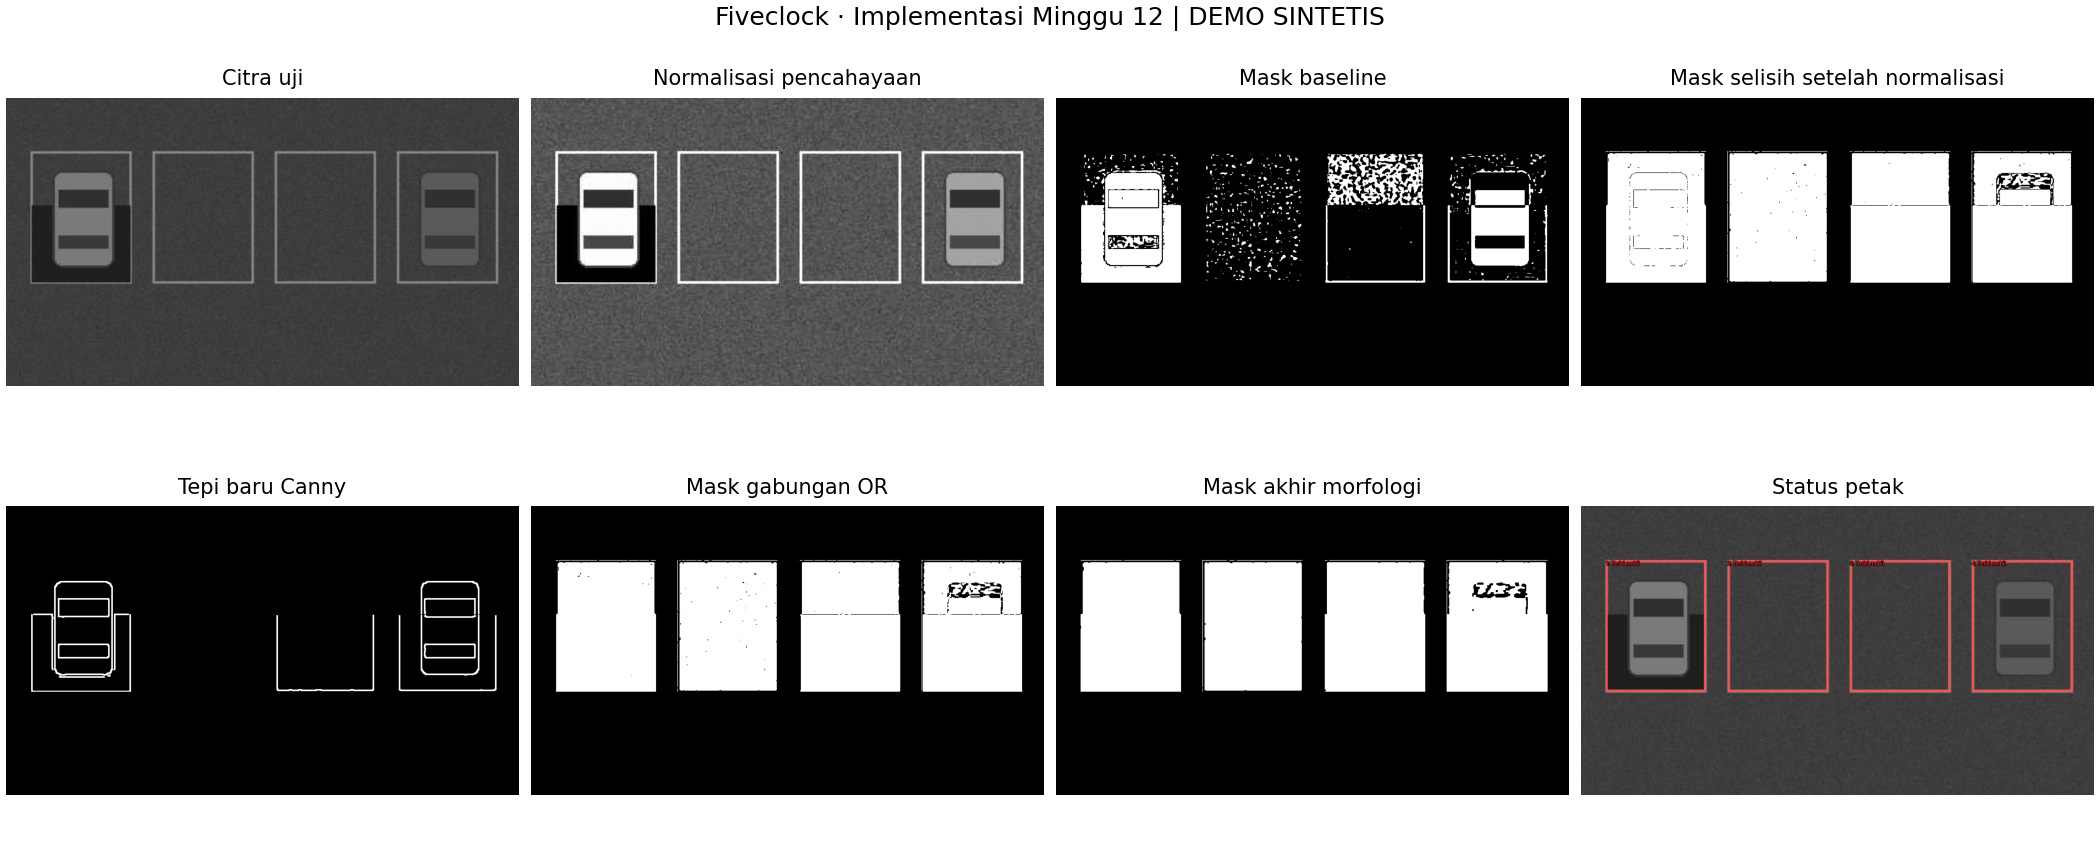 Fiveclock · Implementasi Minggu 12 | DEMO SINTETIS
Citra uji
Normalisasi pencahayaan
Mask baseline
Mask selisih setelah normalisasi
Tepi baru Canny
Mask gabungan OR
Mask akhir morfologi
Status petak